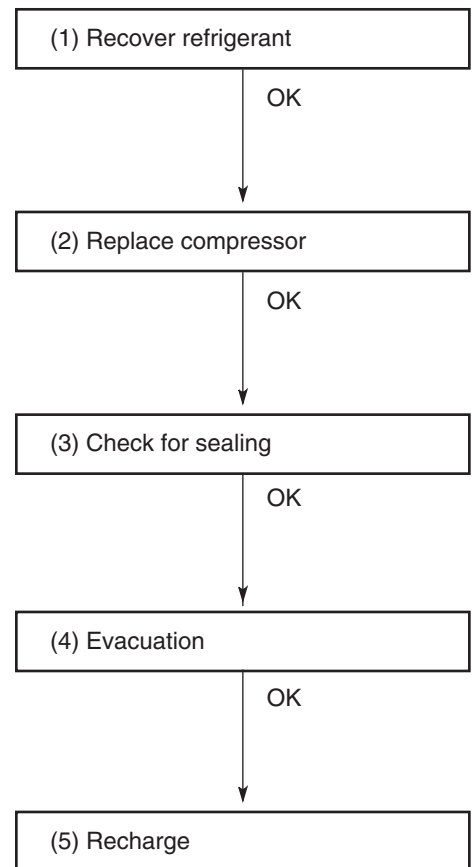 (1) Recover refrigerant
OK
(2) Replace compressor
OK
(3) Check for sealing
OK
(4) Evacuation
OK
(5) Recharge